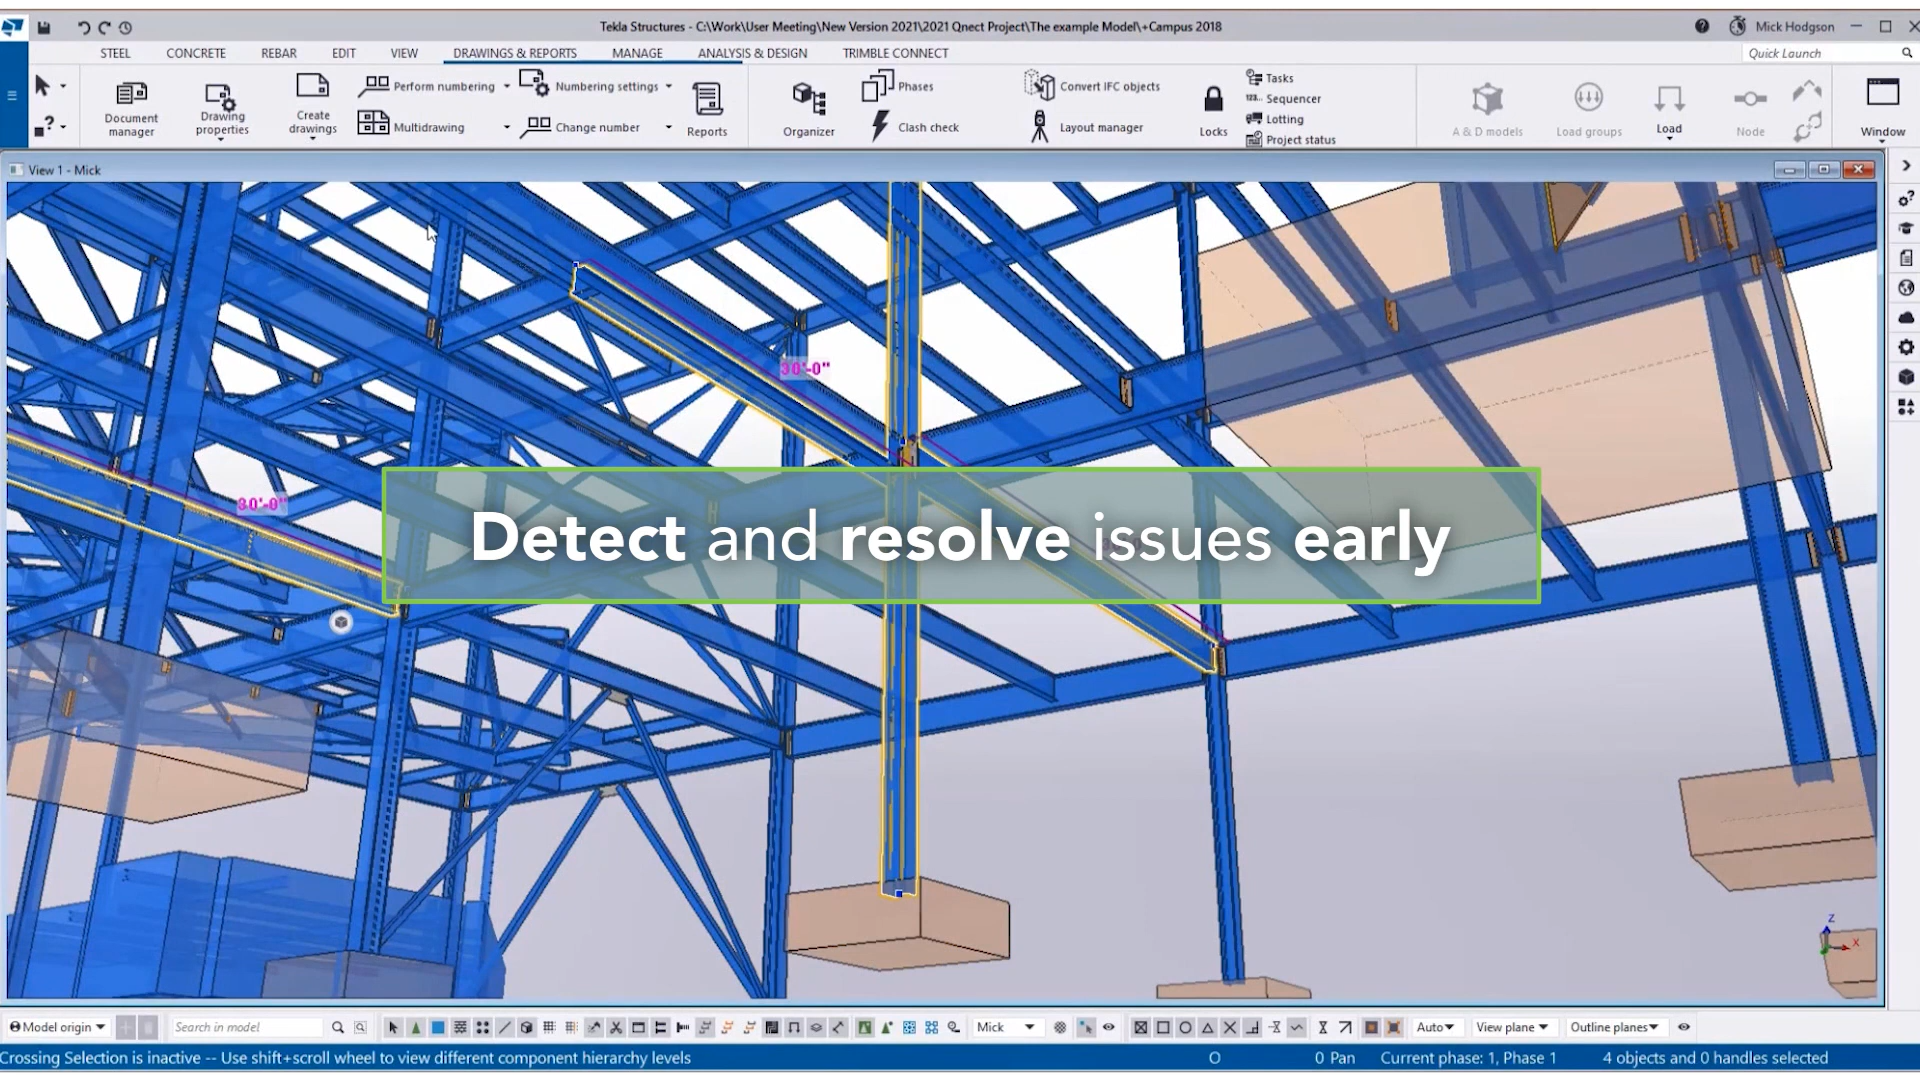 Tekla Structures - C:\Work\User Meeting\New Version 2021\2021 Qnect Project\The example Model\+Campus 2018
Mick Hodgson
STEEL CONCRETE REBAR EDIT VIEW DRAWINGS & REPORTS MANAGE ANALYSIS & DESIGN TRIMBLE CONNECT
Quick Launch
Document manager
Drawing properties
Create drawings
Perform numbering
Multidrawing
Numbering settings
Change number
Reports
Organizer
Phases
Clash check
Convert IFC objects
Layout manager
Locks
Tasks
Sequencer
Lotting
Project status
A & D models
Load groups
Load
Node
Window
View 1 - Mick
30'-0"
30'-0"
Detect and resolve issues early
Z
X
Model origin
Search in model
Mick
Auto
View plane
Outline planes
Crossing Selection is inactive -- Use shift+scroll wheel to view different component hierarchy levels
O
0 Pan
Current phase: 1, Phase 1
4 objects and 0 handles selected